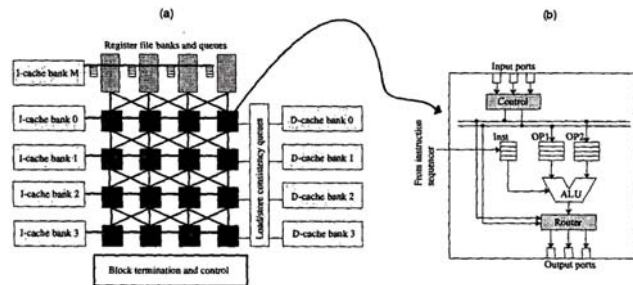 (a)
Register file banks and queues
I-cache bank M
I-cache bank 0
I-cache bank 1
I-cache bank 2
I-cache bank 3
Load/store consistency queues
D-cache bank 0
D-cache bank 1
D-cache bank 2
D-cache bank 3
Block termination and control
(b)
Input ports
Control
From instruction
sequencer
Inst
OP1
OP2
ALU
Router
Output ports